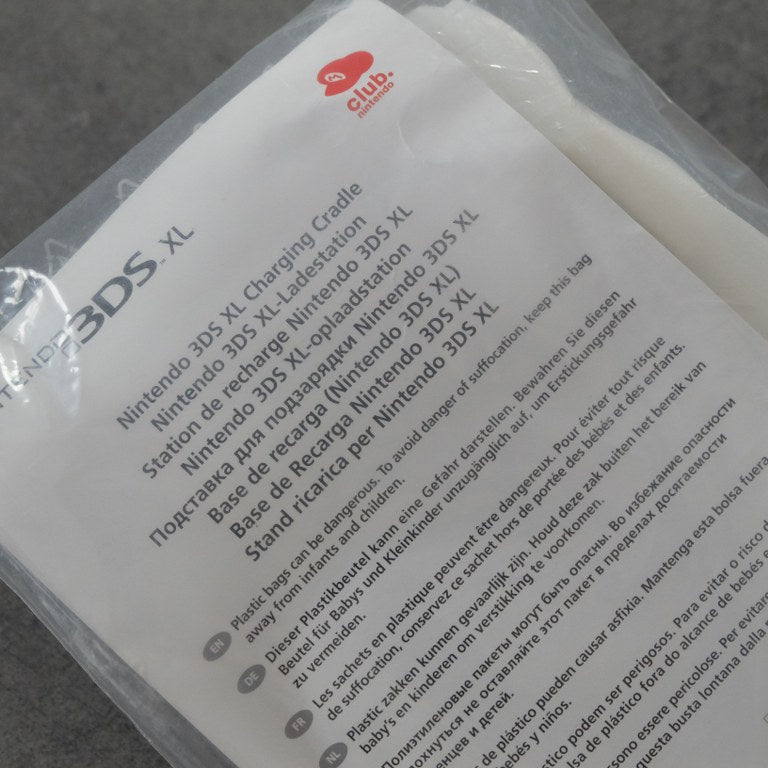 club.
nintendo
NINTENDO 3DS XL
Nintendo 3DS XL Charging Cradle
Nintendo 3DS XL-Ladestation
Station de recharge Nintendo 3DS XL
Nintendo 3DS XL-oplaadstation
Подставка для подзарядки Nintendo 3DS XL
Base de recarga (Nintendo 3DS XL)
Base de Recarga Nintendo 3DS XL
Stand ricarica per Nintendo 3DS XL
EN Plastic bags can be dangerous. To avoid danger of suffocation, keep this bag
away from infants and children.
DE Dieser Plastikbeutel kann eine Gefahr darstellen. Bewahren Sie diesen
Beutel für Babys und Kleinkinder unzugänglich auf, um Erstickungsgefahr
zu vermeiden.
FR Les sachets en plastique peuvent être dangereux. Pour éviter tout risque
de suffocation, conservez ce sachet hors de portée des bébés et des enfants.
NL Plastic zakken kunnen gevaarlijk zijn. Houd deze zak buiten het bereik van
baby's en kinderen om verstikking te voorkomen.
Полиэтиленовые пакеты могут быть опасны. Во избежание опасности
не оставляйте этот пакет в пределах досягаемости
и детей.
de plástico pueden causar asfixia. Mantenga esta bolsa fuera
bebés y niños.
podem ser perigosos. Para evitar o risco
de plástico fora do alcance de bebés
essere pericolose. Per evitare
questa busta lontana dalla